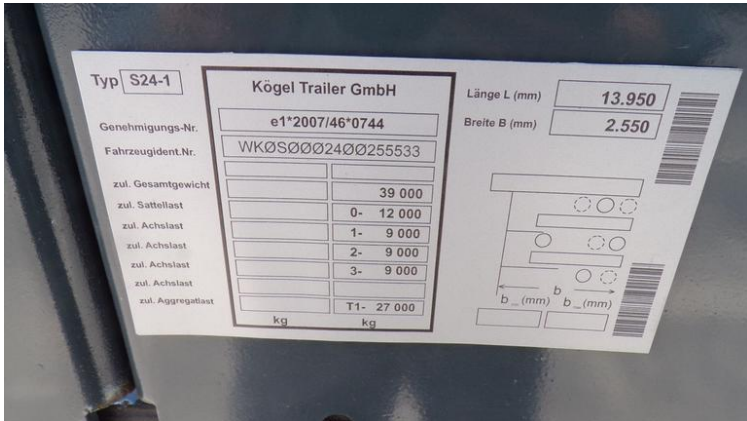 Typ S24-1
Kögel Trailer GmbH
Genehmigungs-Nr. e1*2007/46*0744
Fahrzeugident.Nr. WKØSØØØ24ØØ255533
zul. Gesamtgewicht 39 000
zul. Sattellast 0- 12 000
zul. Achslast 1- 9 000
zul. Achslast 2- 9 000
zul. Achslast 3- 9 000
zul. Achslast
zul. Aggregatlast T1- 27 000
kg kg
Länge L (mm) 13.950
Breite B (mm) 2.550
b
b_(mm) b_(mm)